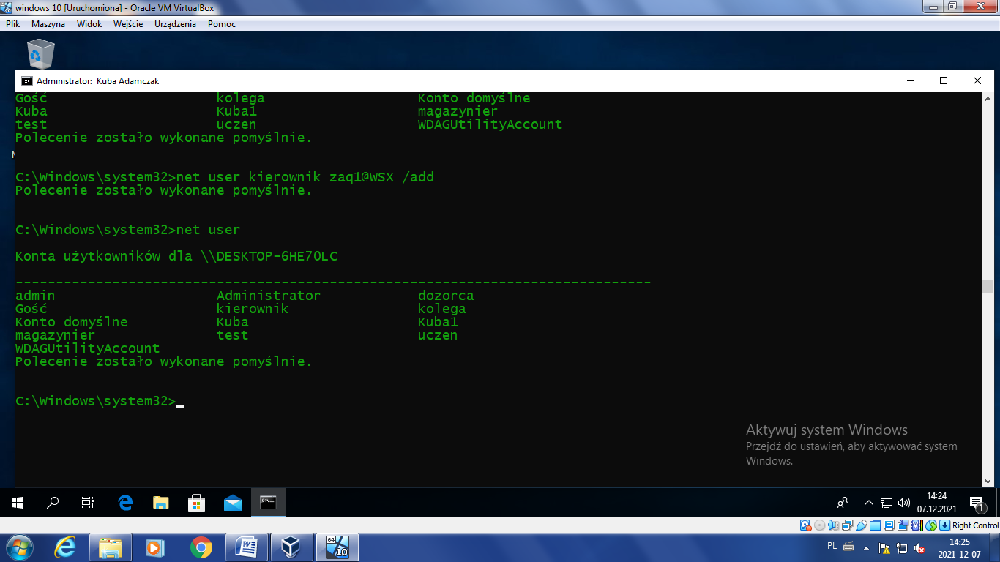 windows 10 [Uruchomiona] - Oracle VM VirtualBox
Plik Maszyna Widok Wejście Urządzenia Pomoc
Administrator: Kuba Adamczak
Gość kolega Konto domyślne
Kuba Kuba1 magazynier
test uczen WDAGUtilityAccount
Polecenie zostało wykonane pomyślnie.
C:\Windows\system32>net user kierownik zaq1@WSX /add
Polecenie zostało wykonane pomyślnie.
C:\Windows\system32>net user
Konta użytkowników dla \\DESKTOP-6HE7OLC
-------------------------------------------------------------------------------
admin Administrator dozorca
Gość kierownik kolega
Konto domyślne Kuba Kuba1
magazynier test uczen
WDAGUtilityAccount
Polecenie zostało wykonane pomyślnie.
C:\Windows\system32>
Aktywuj system Windows
Przejdź do ustawień, aby aktywować system
Windows.
14:24
07.12.2021
1
Right Control
64
10
PL
14:25
2021-12-07